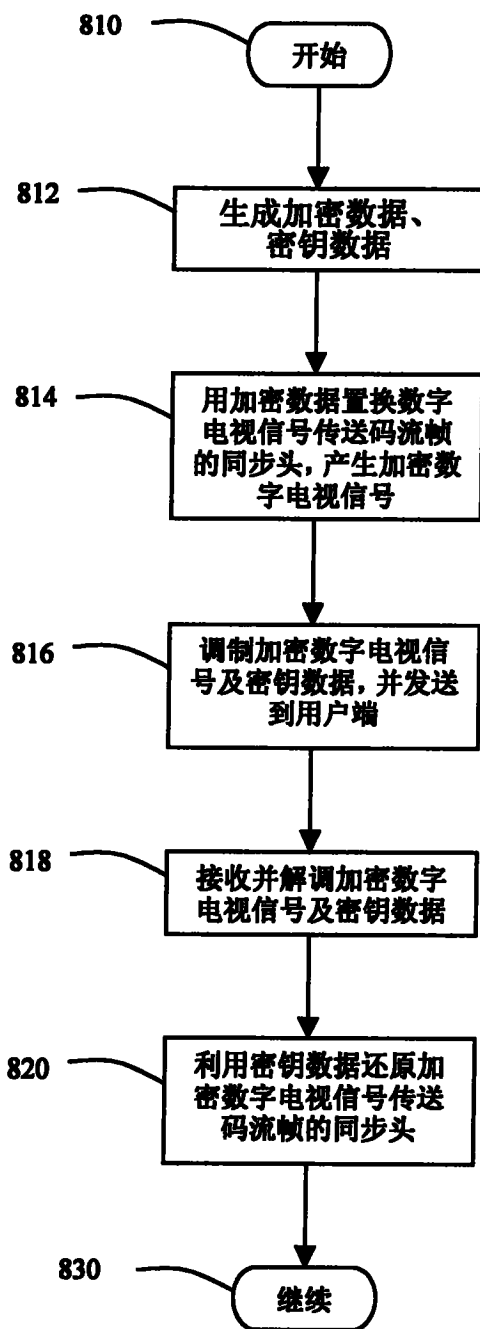 810
开始
812
生成加密数据、
密钥数据
814
用加密数据置换数字
电视信号传送码流帧
的同步头，产生加密数
字电视信号
816
调制加密数字电视信
号及密钥数据，并发送
到用户端
818
接收并解调加密数字
电视信号及密钥数据
820
利用密钥数据还原加
密数字电视信号传送
码流帧的同步头
830
继续